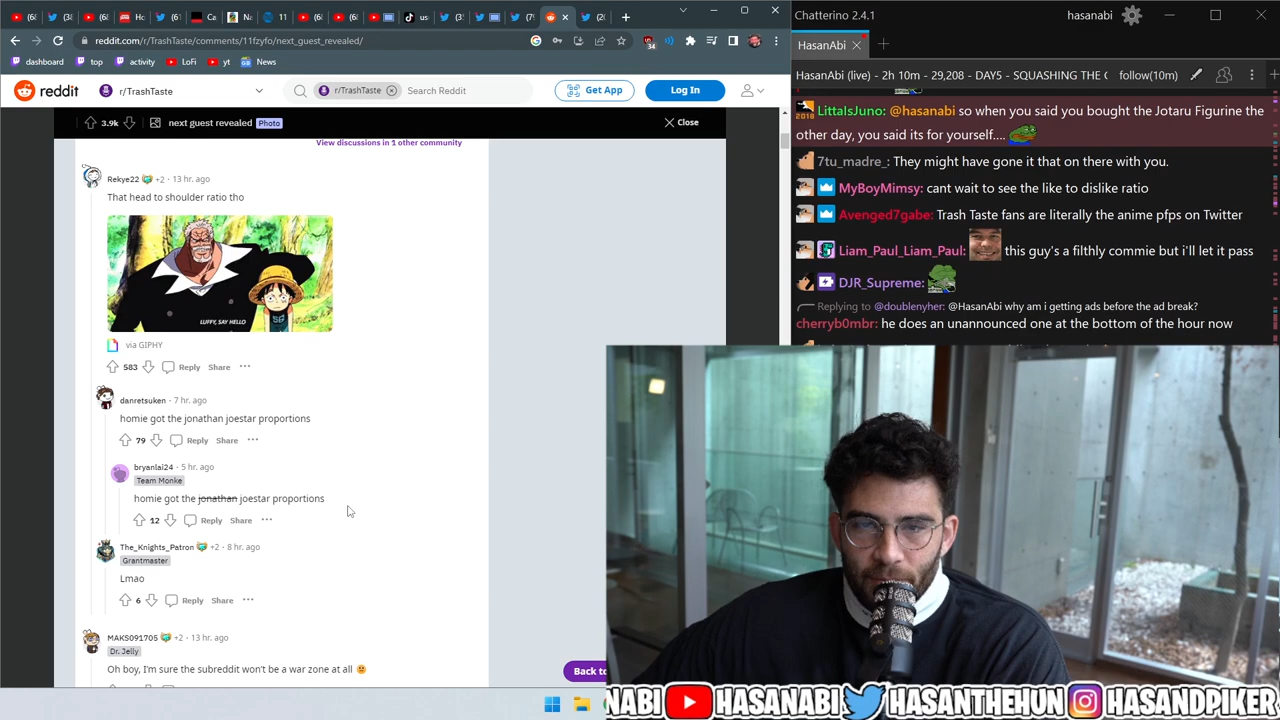 reddit.com/r/TrashTaste/comments/11fzyfo/next_guest_revealed/
34
dashboard
top
activity
LoFi
yt
News
reddit
r/TrashTaste
r/TrashTaste
Search Reddit
Get App
Log In
3.9k
next guest revealed
Photo
Close
View discussions in 1 other community
Rekye22 +2 · 13 hr. ago
That head to shoulder ratio tho
LUFFY, SAY HELLO
via GIPHY
583 Reply Share ···
danretsuken · 7 hr. ago
homie got the jonathan joestar proportions
79 Reply Share ···
bryanlai24 · 5 hr. ago
Team Monke
homie got the jonathan joestar proportions
12 Reply Share ···
The_Knights_Patron +2 · 8 hr. ago
Grantmaster
Lmao
6 Reply Share ···
MAKS091705 +2 · 13 hr. ago
Dr. Jelly
Oh boy, I'm sure the subreddit won't be a war zone at all
Back to
Chatterino 2.4.1
hasanabi
HasanAbi
HasanAbi (live) - 2h 10m - 29,208 - DAY5 - SQUASHING THE
follow(10m)
2018
LittalsJuno: @hasanabi so when you said you bought the Jotaru Figurine the
other day, you said its for yourself....
7tu_madre_: They might have gone it that on there with you.
MyBoyMimsy: cant wait to see the like to dislike ratio
Avenged7gabe: Trash Taste fans are literally the anime pfps on Twitter
Liam_Paul_Liam_Paul: this guy's a filthly commie but i'll let it pass
DJR_Supreme:
Replying to @doublenyher: @HasanAbi why am i getting ads before the ad break?
cherryb0mbr: he does an unannounced one at the bottom of the hour now
NABI HASANABI HASANTHEHUN HASANDPIKER